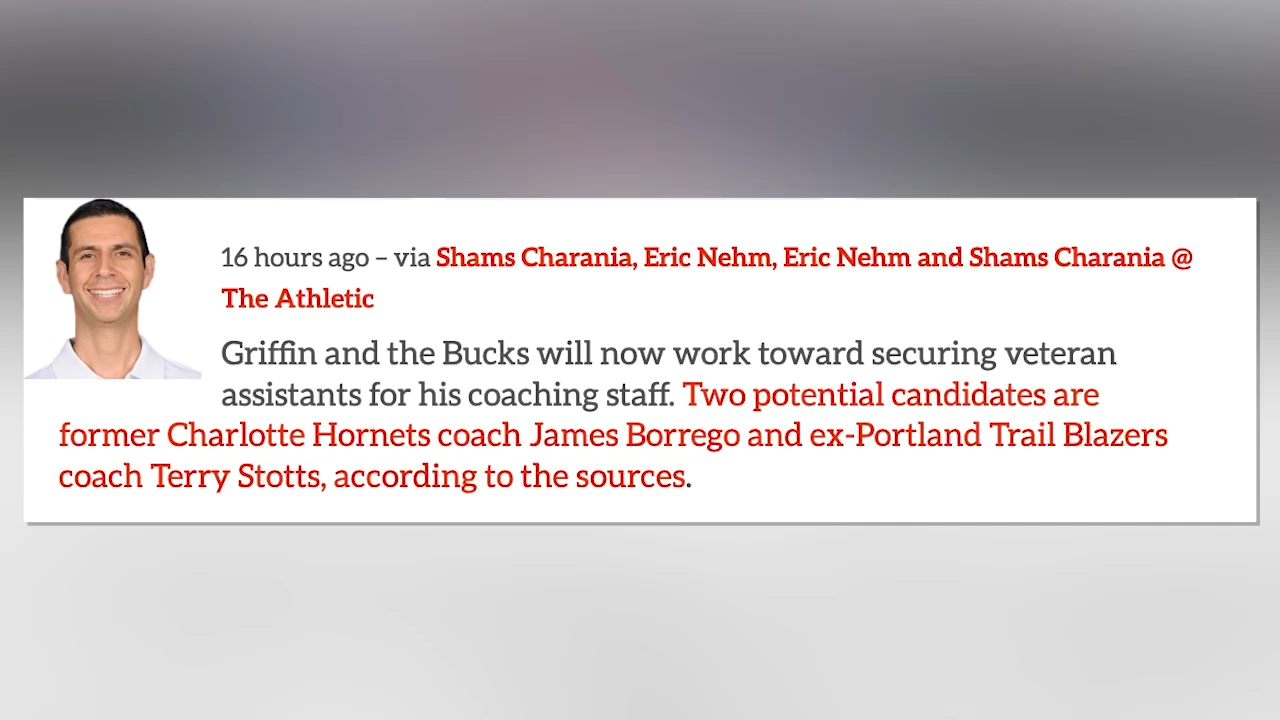 16 hours ago – via Shams Charania, Eric Nehm, Eric Nehm and Shams Charania @
The Athletic
Griffin and the Bucks will now work toward securing veteran
assistants for his coaching staff. Two potential candidates are
former Charlotte Hornets coach James Borrego and ex-Portland Trail Blazers
coach Terry Stotts, according to the sources.